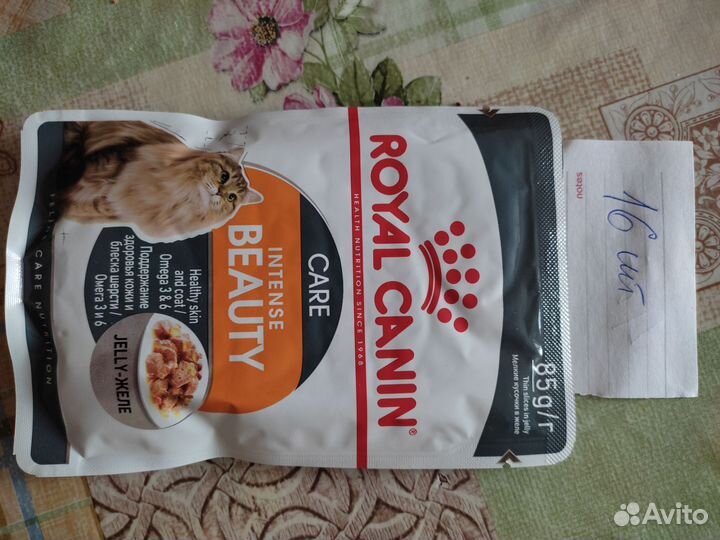 ROYAL CANIN®
HEALTH NUTRITION SINCE 1968
CARE
INTENSE
BEAUTY
Healthy skin
and coat /
Omega 3 & 6
Поддержание
здоровья кожи и
блеска шерсти /
Омега 3 и 6
JELLY-ЖЕЛЕ
FELINE CARE NUTRITION
85g/г
Thin slices in jelly
Мелкие кусочки в желе
notes
16 шт.
Avito